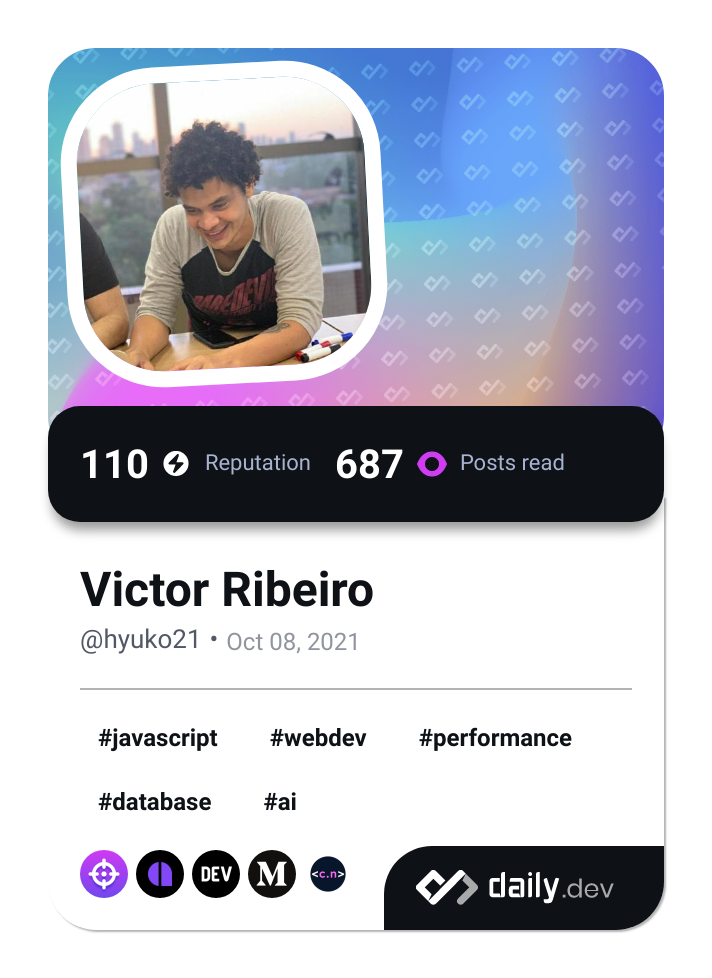 DAREDEVIL
110 Reputation 687 Posts read
Victor Ribeiro
@hyuko21 • Oct 08, 2021
#javascript #webdev #performance
#database #ai
DEV M <c.n> daily.dev